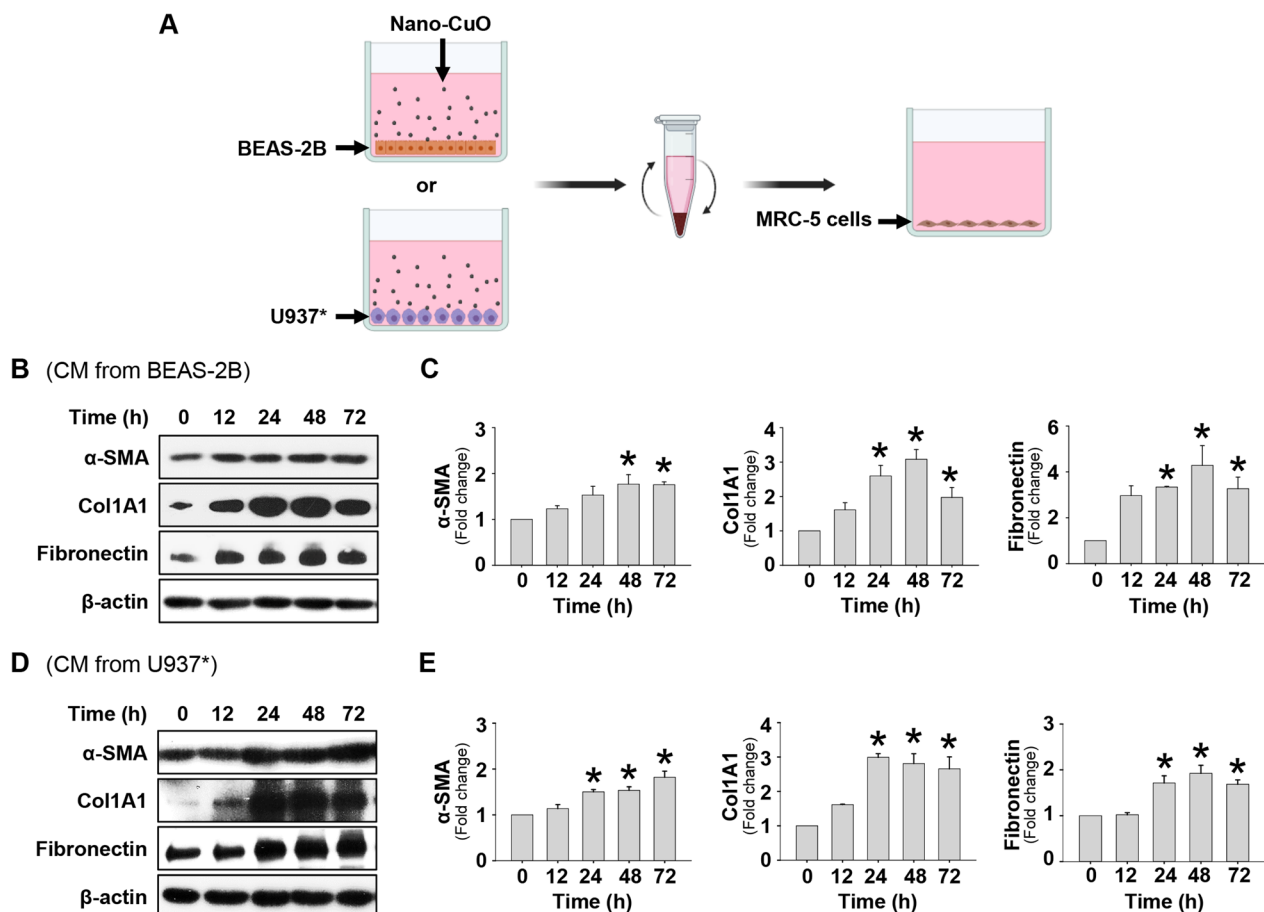 A
Nano-CuO
BEAS-2B
or
U937*
MRC-5 cells
B (CM from BEAS-2B)
Time (h) 0 12 24 48 72
α-SMA
Col1A1
Fibronectin
β-actin
C
α-SMA
(Fold change)
3
2
1
0
* *
0 12 24 48 72
Time (h)
Col1A1
(Fold change)
4
3
2
1
0
* * *
0 12 24 48 72
Time (h)
Fibronectin
(Fold change)
6
4
2
0
* * *
0 12 24 48 72
Time (h)
D (CM from U937*)
Time (h) 0 12 24 48 72
α-SMA
Col1A1
Fibronectin
β-actin
E
α-SMA
(Fold change)
3
2
1
0
* * *
0 12 24 48 72
Time (h)
Col1A1
(Fold change)
4
3
2
1
0
* * *
0 12 24 48 72
Time (h)
Fibronectin
(Fold change)
3
2
1
0
* * *
0 12 24 48 72
Time (h)